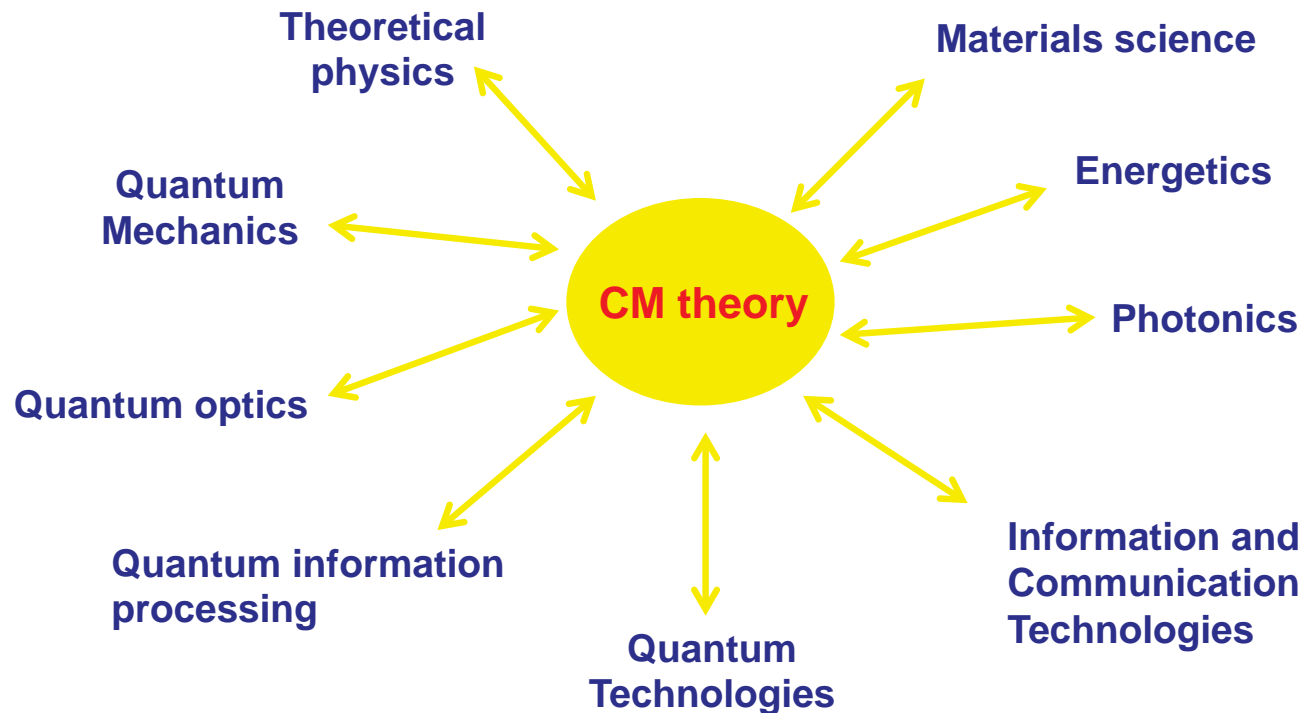 Theoretical
physics
Materials science
Quantum
Mechanics
Energetics
CM theory
Photonics
Quantum optics
Quantum information
processing
Information and
Communication
Technologies
Quantum
Technologies